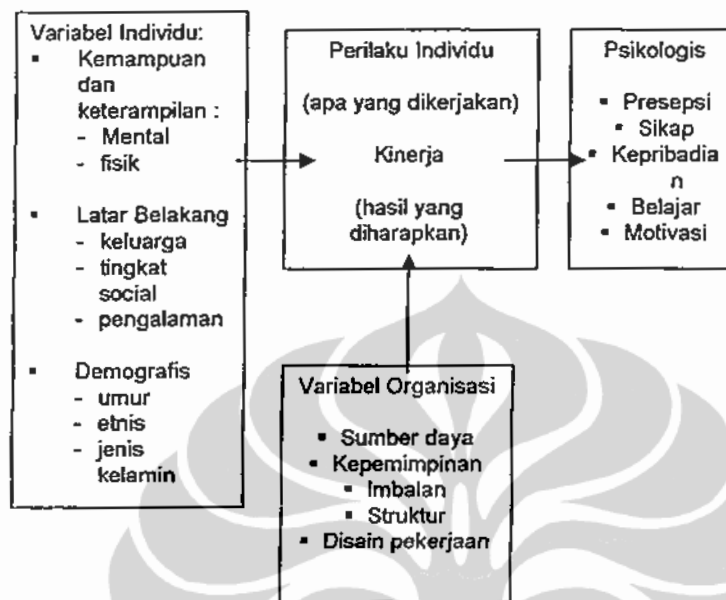 Variabel Individu:
▪ Kemampuan
dan
keterampilan :
- Mental
- fisik
▪ Latar Belakang
- keluarga
- tingkat
social
- pengalaman
▪ Demografis
- umur
- etnis
- jenis
kelamin
Perilaku Individu
(apa yang dikerjakan)
Kinerja
(hasil yang
diharapkan)
Psikologis
▪ Presepsi
▪ Sikap
▪ Kepribadia
n
▪ Belajar
▪ Motivasi
Variabel Organisasi
▪ Sumber daya
▪ Kepemimpinan
▪ Imbalan
▪ Struktur
▪ Disain pekerjaan